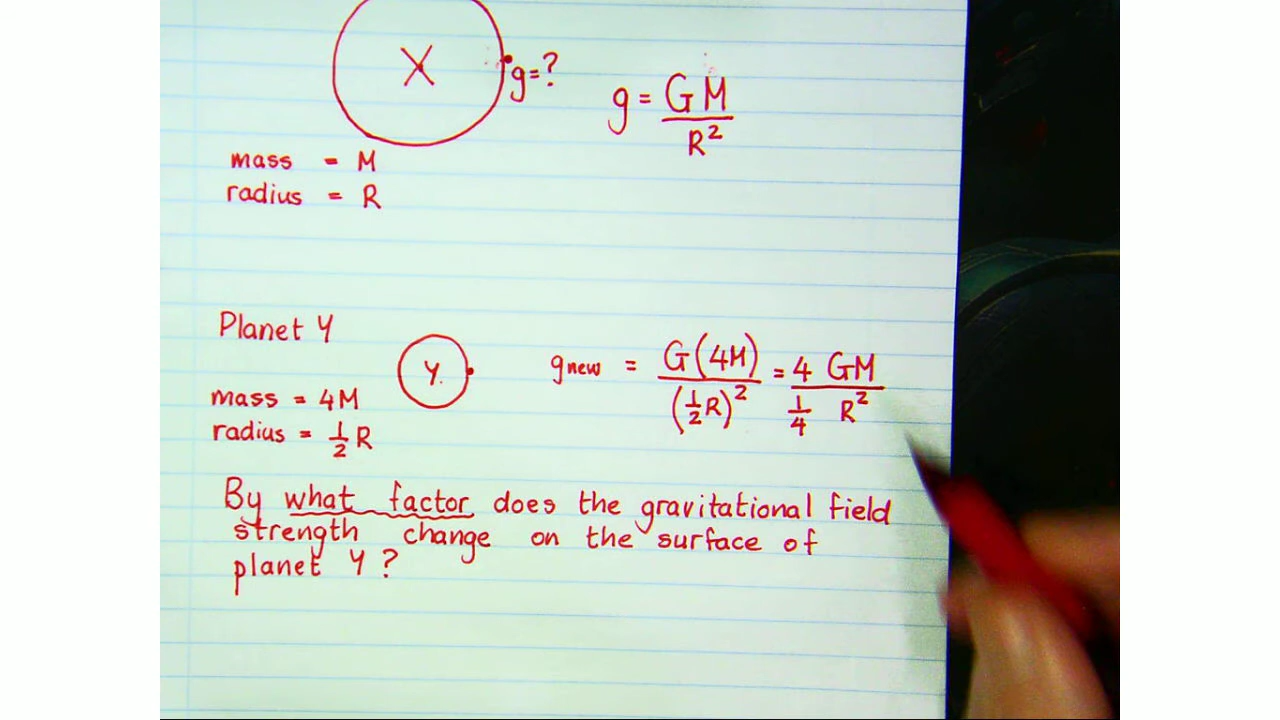 X
g=?
g = GM / R²
mass = M
radius = R
Planet Y
Y
gnew = G(4M) / (½R)² = 4 GM / ¼ R²
mass = 4M
radius = ½R
By what factor does the gravitational field
strength change on the surface of
planet Y?